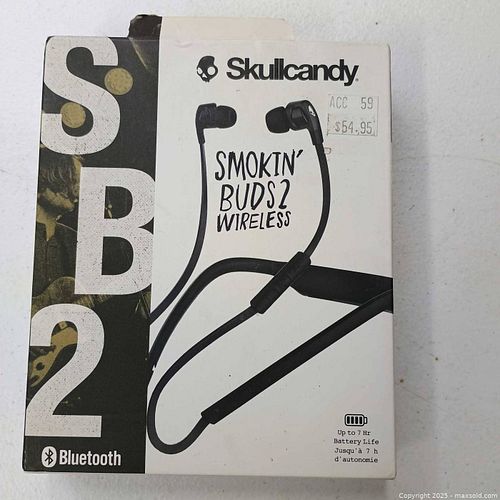 S
B
2
Bluetooth
Skullcandy
ACC 59
$54.95
SMOKIN'
BUDS 2
WIRELESS
Up to 7 Hr
Battery Life
Jusqu'à 7 h
d'autonomie
Copyright 2025 - maxsold.com